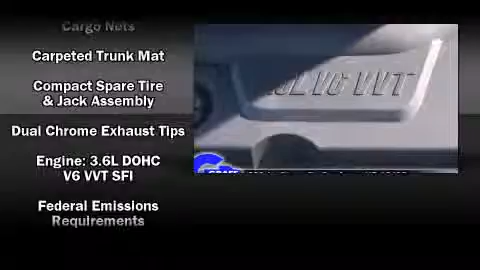 Cargo Nets
Carpeted Trunk Mat
Compact Spare Tire
& Jack Assembly
Dual Chrome Exhaust Tips
Engine: 3.6L DOHC
V6 VVT SFI
Federal Emissions
Requirements
V6 VVT
GRAFF